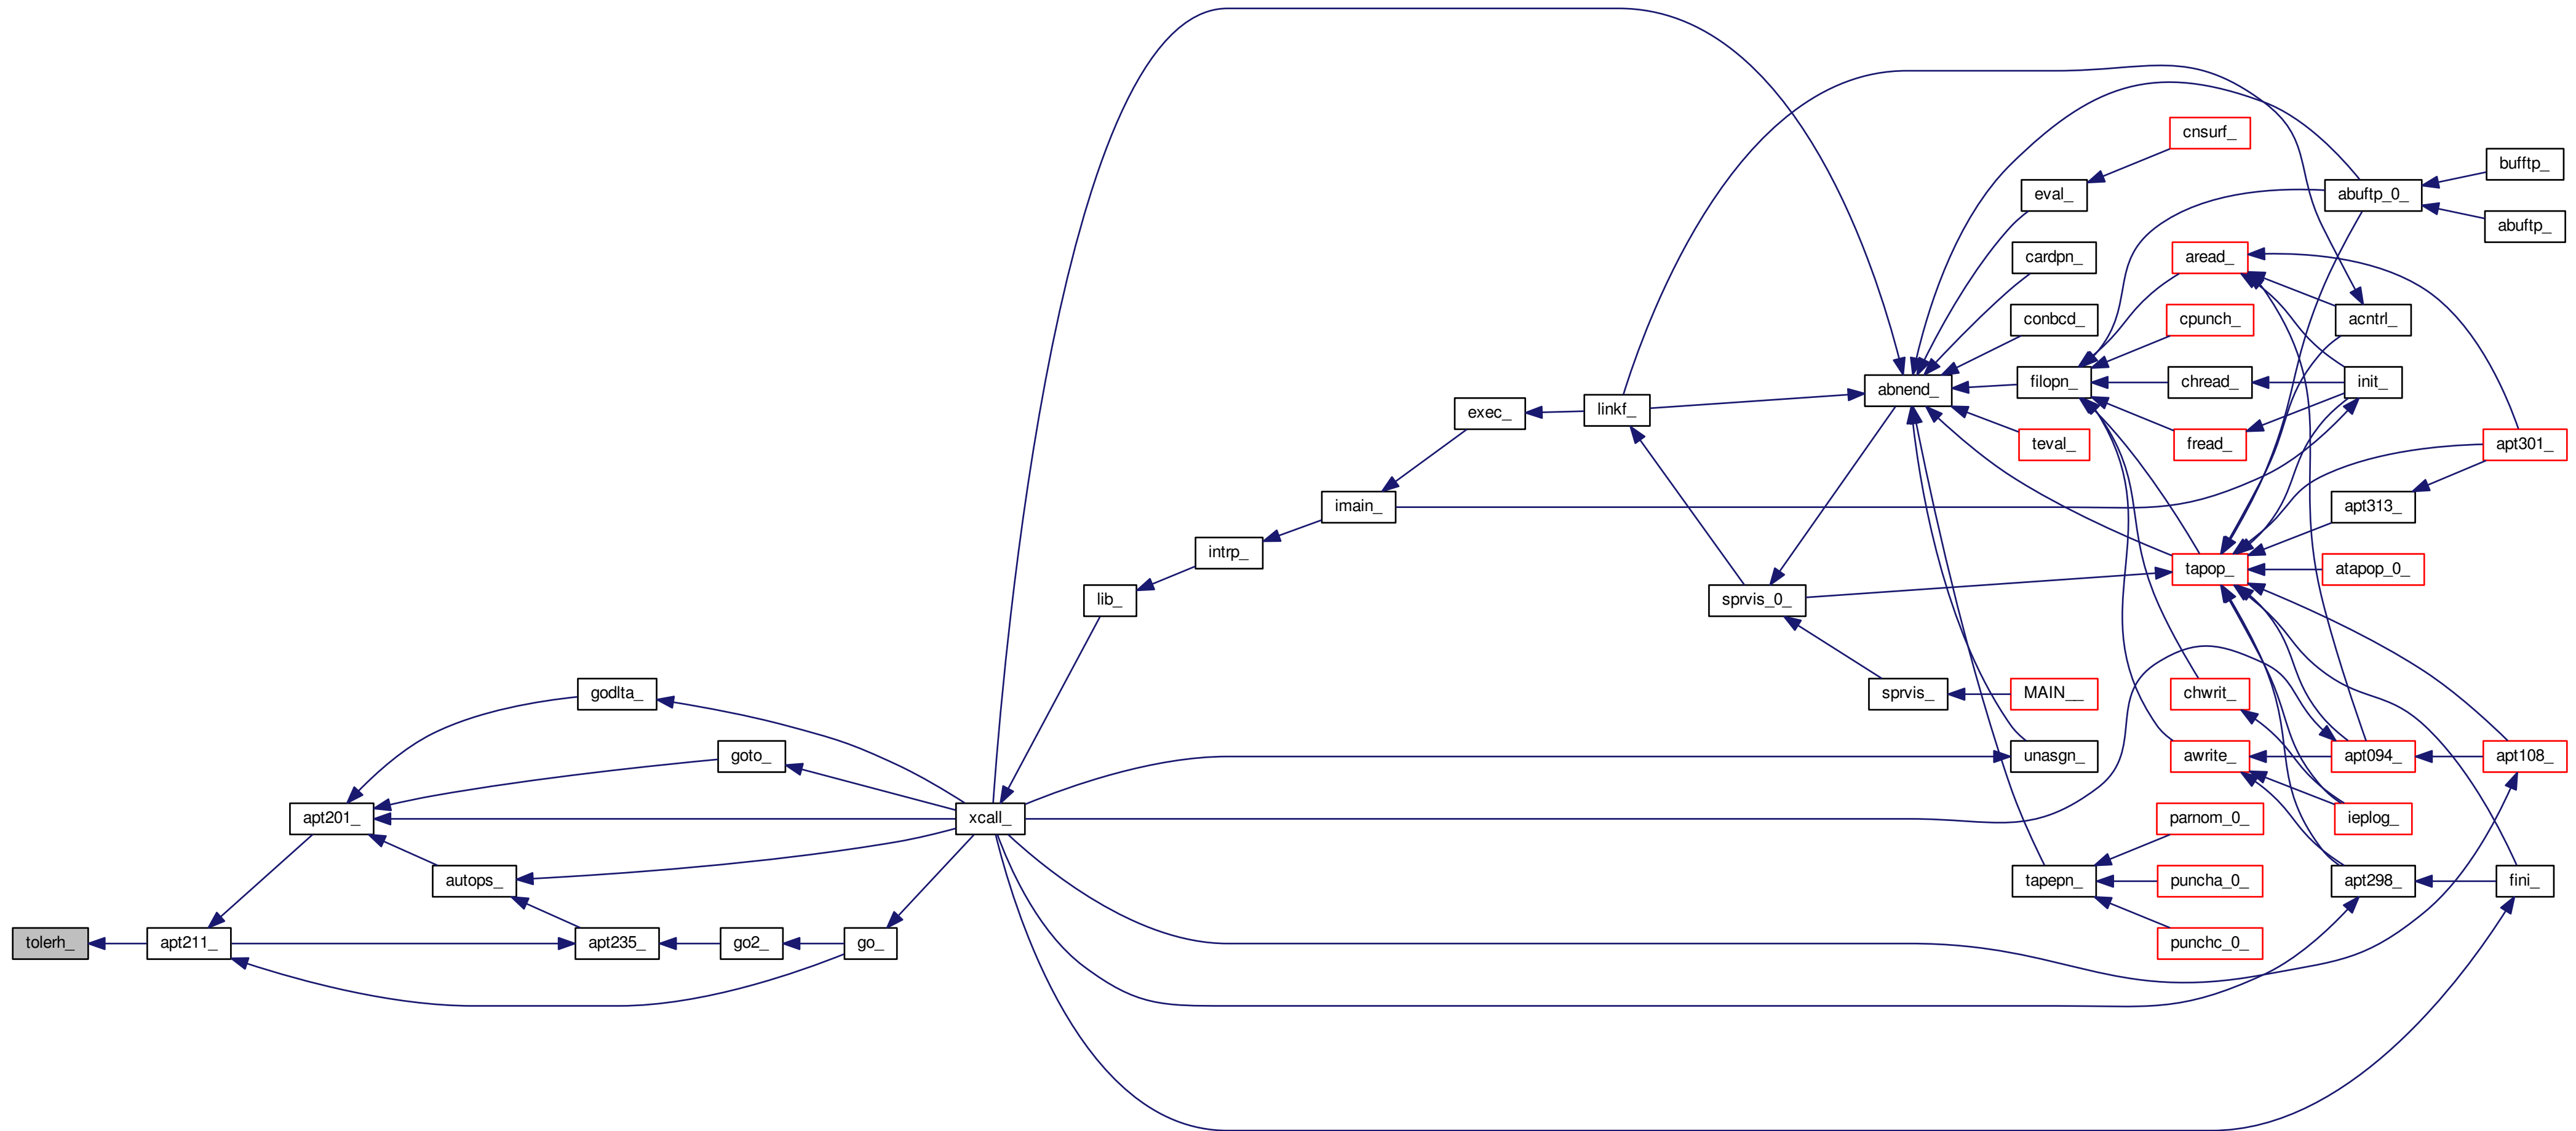 cnsurf_
bufftp_
eval_
abuftp_0_
abuftp_
cardpn_
aread_
conbcd_
cpunch_
acntrl_
abnend_
filopn_
chread_
init_
exec_
linkf_
teval_
fread_
apt301_
imain_
apt313_
intrp_
tapop_
atapop_0_
lib_
sprvis_0_
godlta_
sprvis_
MAIN__
chwrit_
goto_
unasgn_
awrite_
apt094_
apt108_
apt201_
xcall_
parnom_0_
ieplog_
autops_
tapepn_
puncha_0_
apt298_
fini_
tolerh_
apt211_
apt235_
go2_
go_
punchc_0_